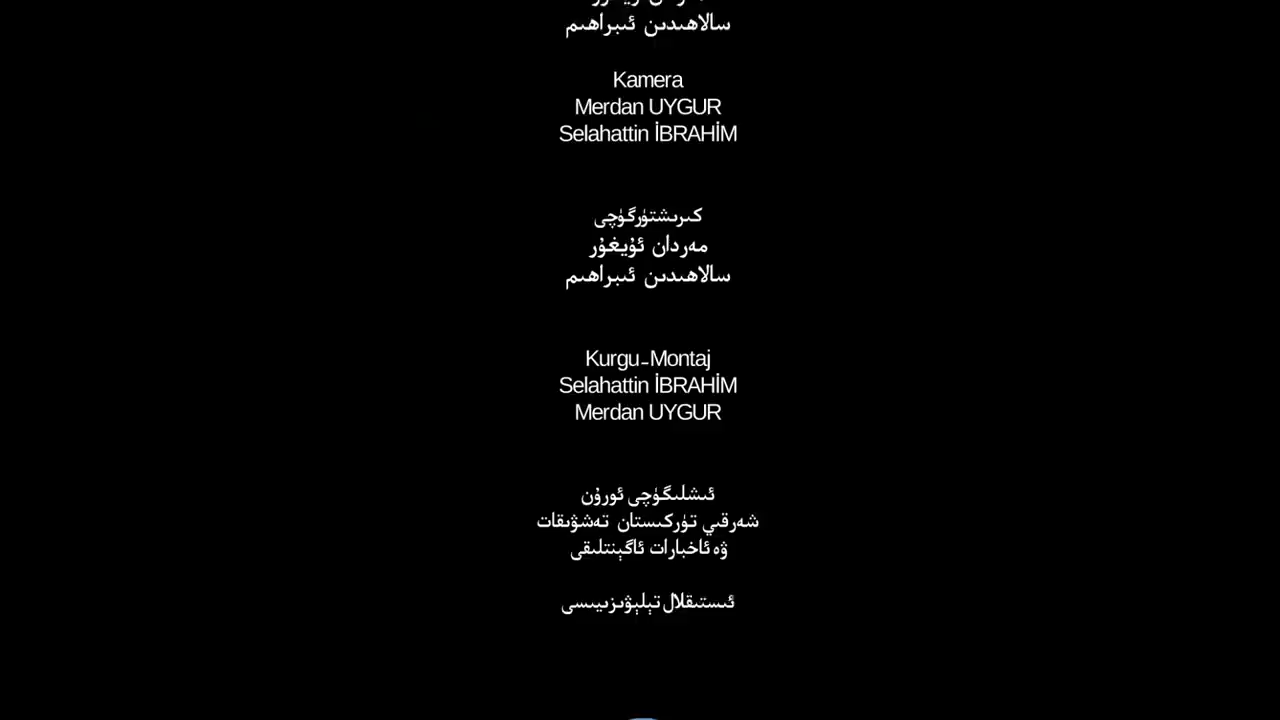 سالاھىدىن ئىبراھىم
Kamera
Merdan UYGUR
Selahattin İBRAHİM
كىرىشتۈرگۈچى
مەردان ئۇيغۇر
سالاھىدىن ئىبراھىم
Kurgu-Montaj
Selahattin İBRAHİM
Merdan UYGUR
ئىشلىگۈچى ئورۇن
شەرقىي تۈركىستان تەشۋىقات
ۋە ئاخبارات ئاگېنتلىقى
ئىستىقلال تېلېۋىزىيىسى